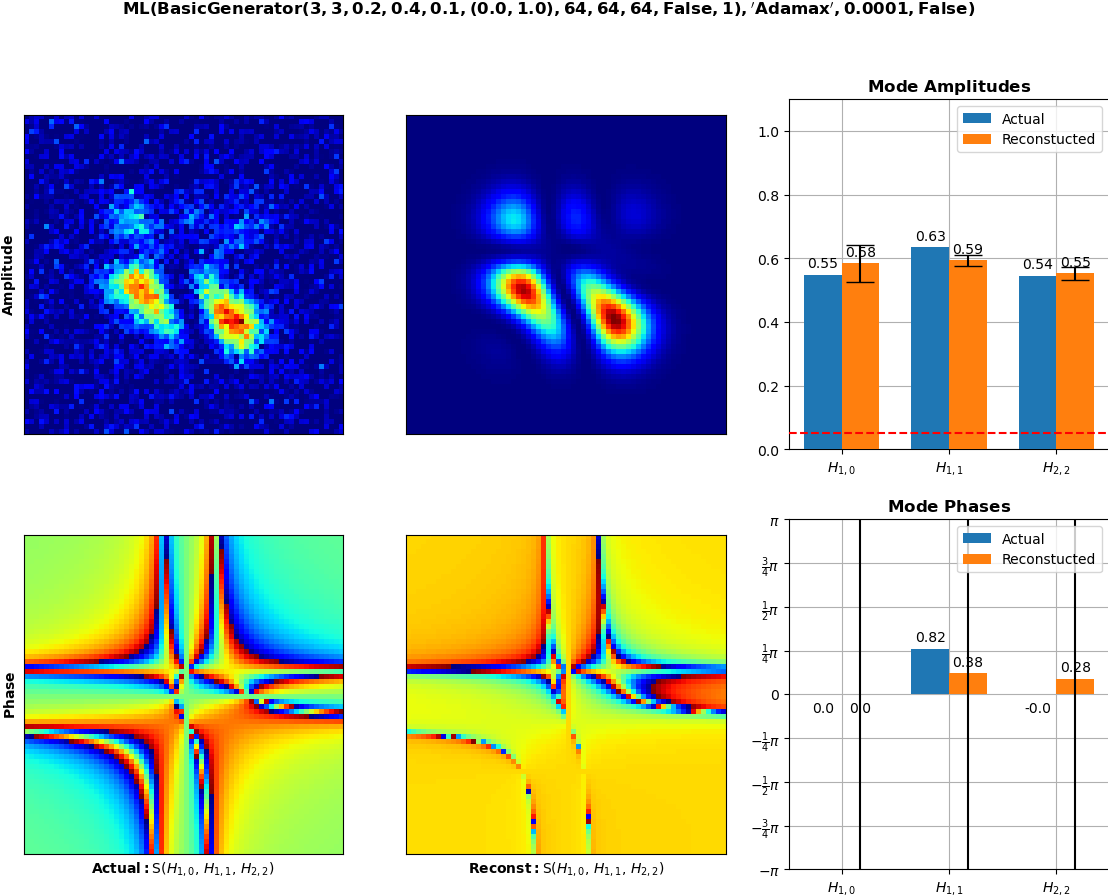 ML(BasicGenerator(3, 3, 0.2, 0.4, 0.1, (0.0, 1.0), 64, 64, 64, False, 1), ′Adamax′, 0.0001, False)
Amplitude
Mode Amplitudes
Actual
Reconstucted
1.0
0.8
0.6
0.4
0.2
0.0
0.55
0.58
0.63
0.59
0.54
0.55
H1,0
H1,1
H2,2
Phase
Actual: S(H1,0, H1,1, H2,2)
Reconst: S(H1,0, H1,1, H2,2)
Mode Phases
Actual
Reconstucted
π
3/4π
1/2π
1/4π
0
−1/4π
−1/2π
−3/4π
−π
0.0
0.0
0.82
0.38
-0.0
0.28
H1,0
H1,1
H2,2